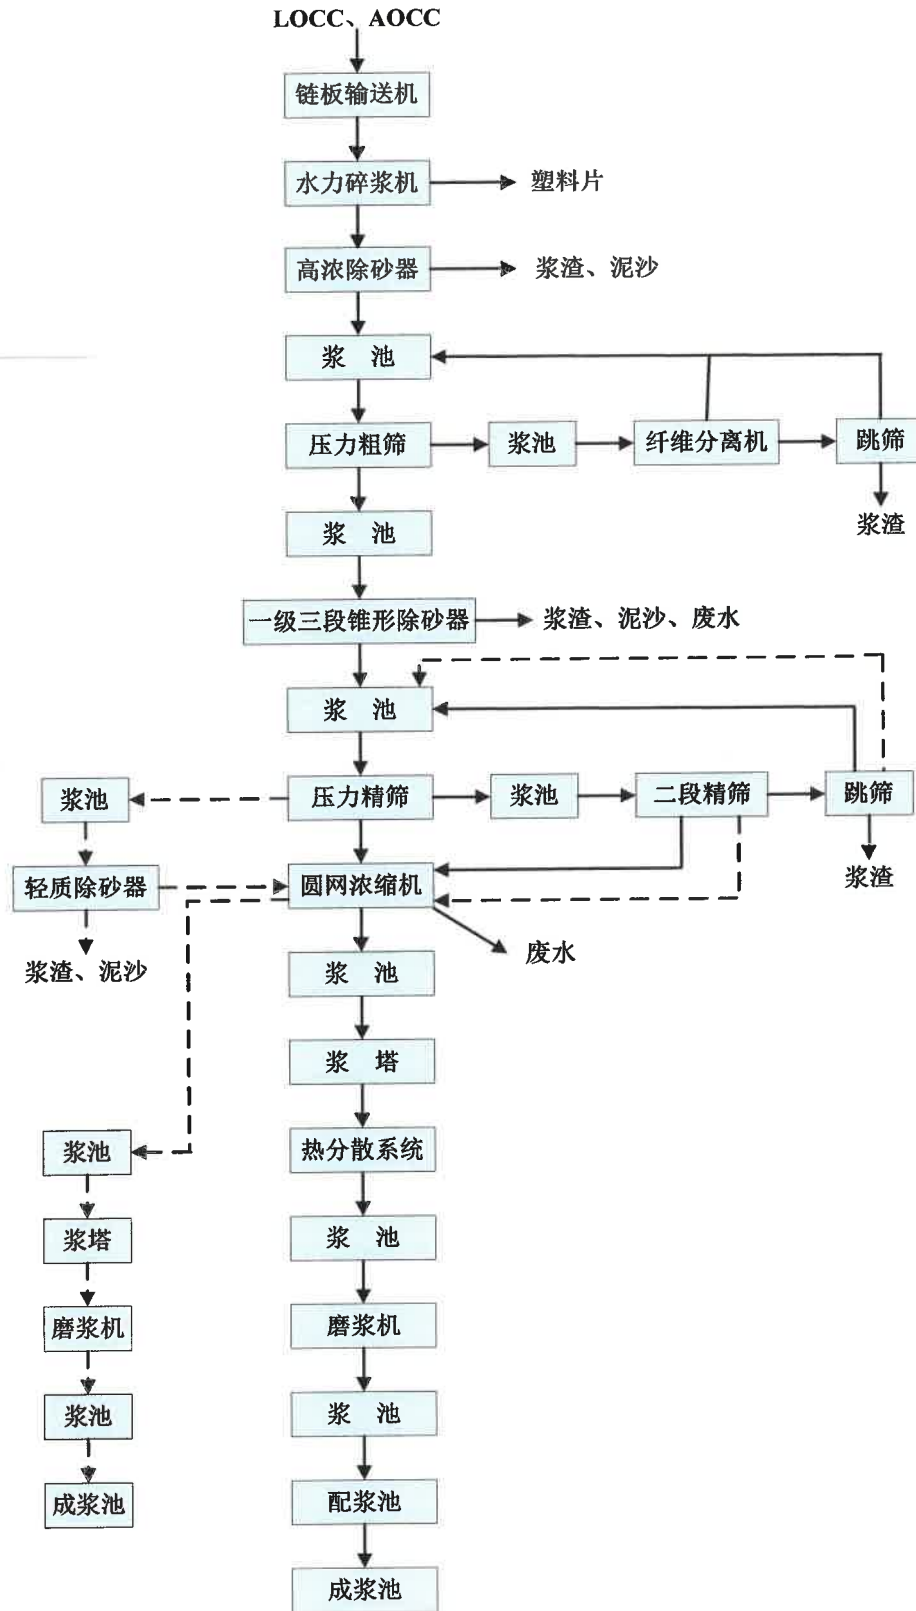 LOCC、AOCC
链板输送机
水力碎浆机
塑料片
高浓除砂器
浆渣、泥沙
浆 池
压力粗筛
浆池
纤维分离机
跳筛
浆渣
浆 池
一级三段锥形除砂器
浆渣、泥沙、废水
浆 池
浆池
压力精筛
浆池
二段精筛
跳筛
轻质除砂器
圆网浓缩机
浆渣
浆渣、泥沙
废水
浆 池
浆 塔
浆池
热分散系统
浆塔
浆 池
磨浆机
磨浆机
浆池
浆 池
成浆池
配浆池
成浆池